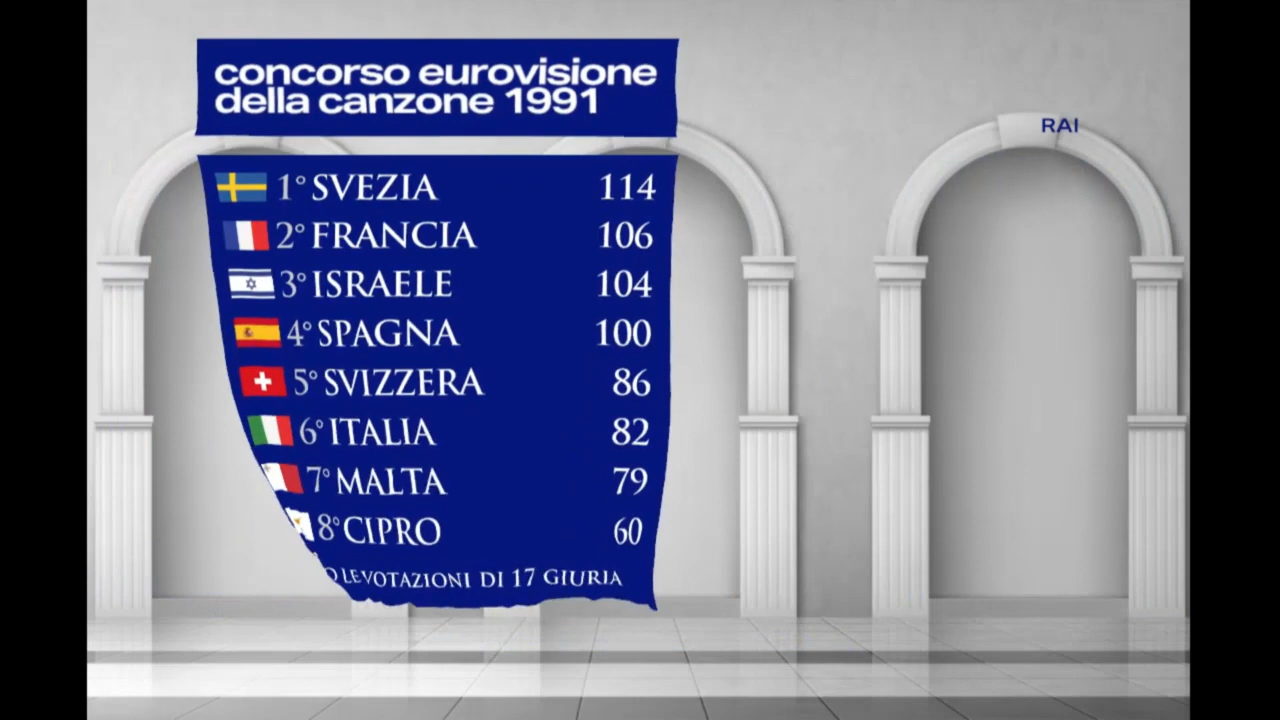 concorso eurovisione
della canzone 1991
RAI
1° SVEZIA 114
2° FRANCIA 106
3° ISRAELE 104
4° SPAGNA 100
5° SVIZZERA 86
6° ITALIA 82
7° MALTA 79
8° CIPRO 60
LE VOTAZIONI DI 17 GIURIA